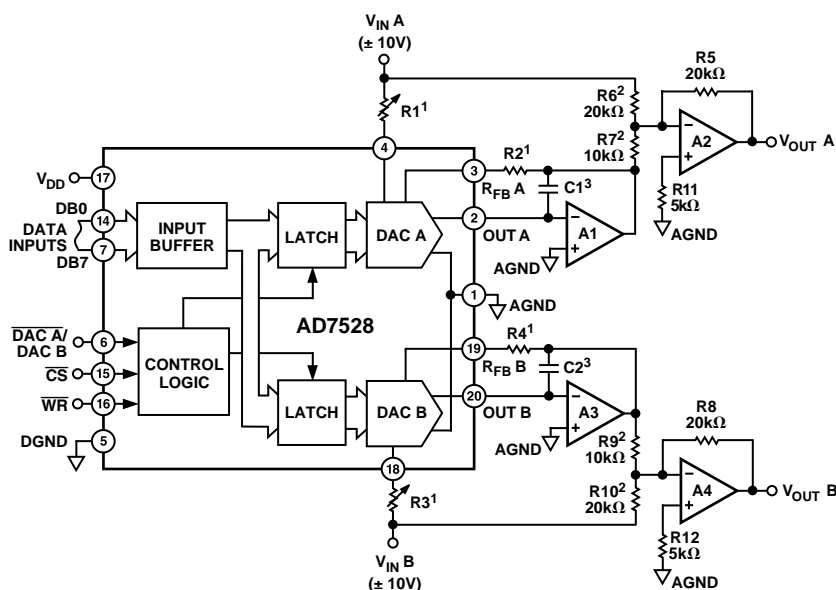 V_IN A
(± 10V)
R5
20kΩ
R6²
20kΩ
R1¹
A2
V_OUT A
R7²
10kΩ
4
V_DD
17
3
R2¹
R_FB A
C1³
R11
5kΩ
AGND
DB0
14
DATA
INPUTS
7
DB7
INPUT
BUFFER
LATCH
DAC A
2
OUT A
A1
AGND
1
AGND
AD7528
DAC A/
DAC B
6
CS
15
WR
16
CONTROL
LOGIC
19
R4¹
R_FB B
C2³
LATCH
DAC B
20
OUT B
A3
R8
20kΩ
DGND
5
AGND
R9²
10kΩ
18
R3¹
R10²
20kΩ
A4
V_OUT B
R12
5kΩ
V_IN B
(± 10V)
AGND